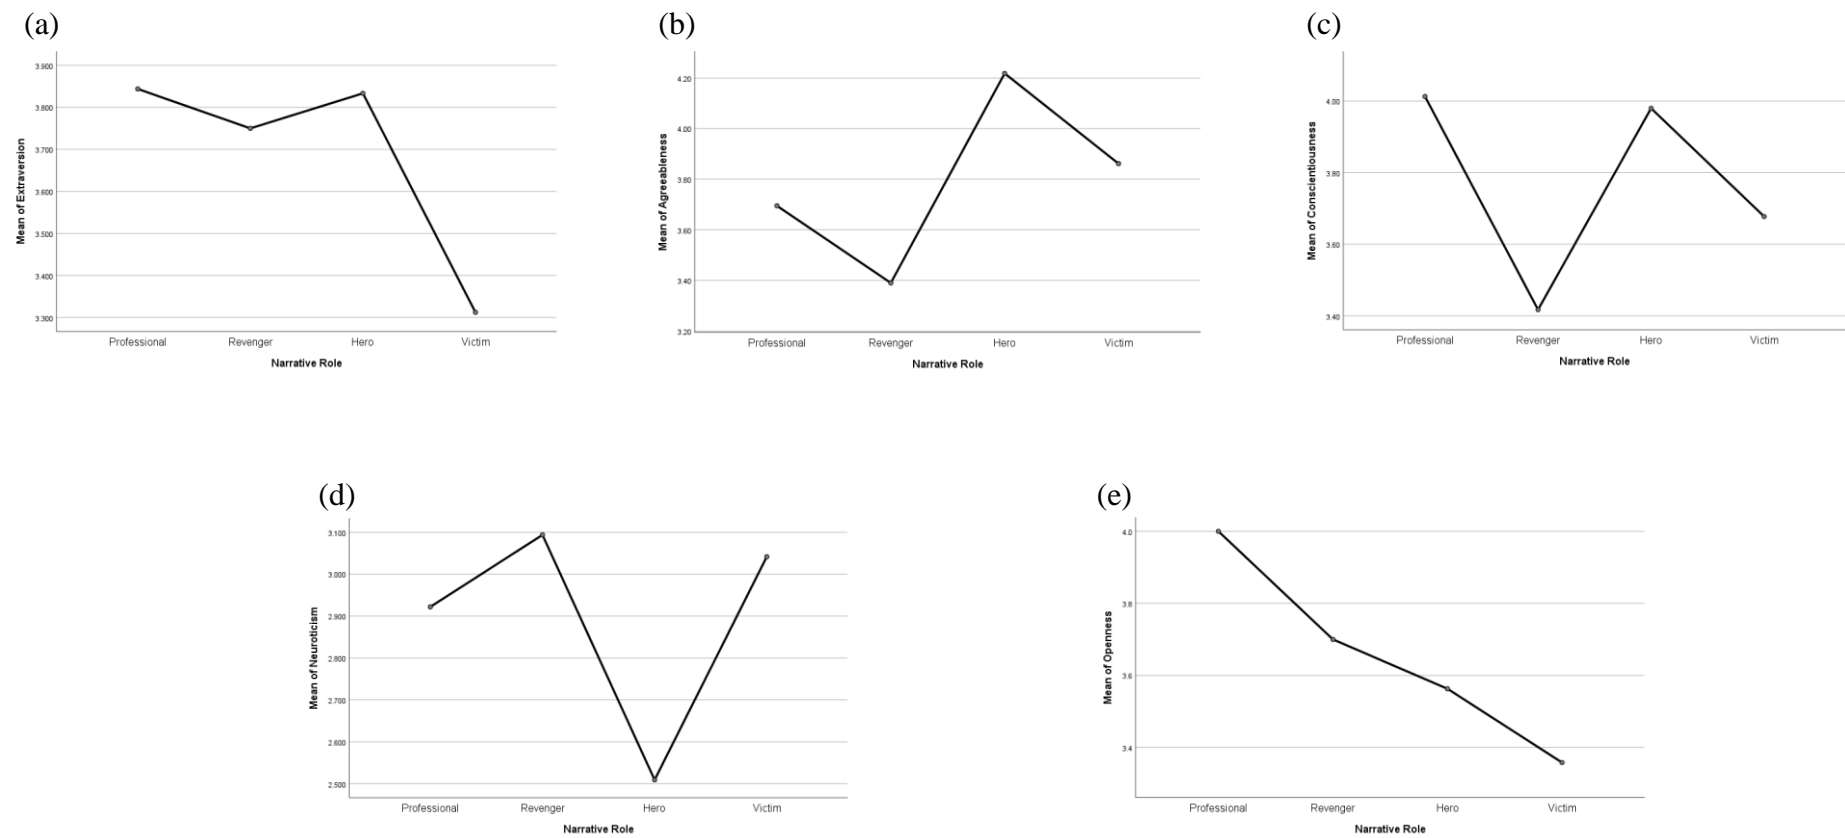 (a)
Mean of Extraversion
3.900
3.800
3.700
3.600
3.500
3.400
3.300
Professional Revenger Hero Victim
Narrative Role
(b)
Mean of Agreeableness
4.20
4.00
3.80
3.60
3.40
3.20
Professional Revenger Hero Victim
Narrative Role
(c)
Mean of Conscientiousness
4.00
3.80
3.60
3.40
Professional Revenger Hero Victim
Narrative Role
(d)
Mean of Neuroticism
3.100
3.000
2.900
2.800
2.700
2.600
2.500
Professional Revenger Hero Victim
Narrative Role
(e)
Mean of Openness
4.0
3.8
3.6
3.4
Professional Revenger Hero Victim
Narrative Role